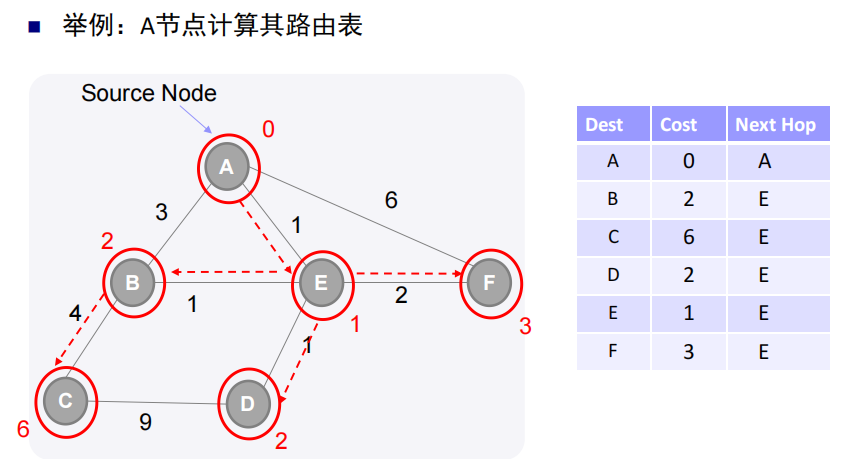 ■ 举例：A节点计算其路由表
Source Node
0
A
3
1
6
2
B
1
E
2
F
4
1
1
3
C
9
D
6
2
Dest Cost Next Hop
A 0 A
B 2 E
C 6 E
D 2 E
E 1 E
F 3 E